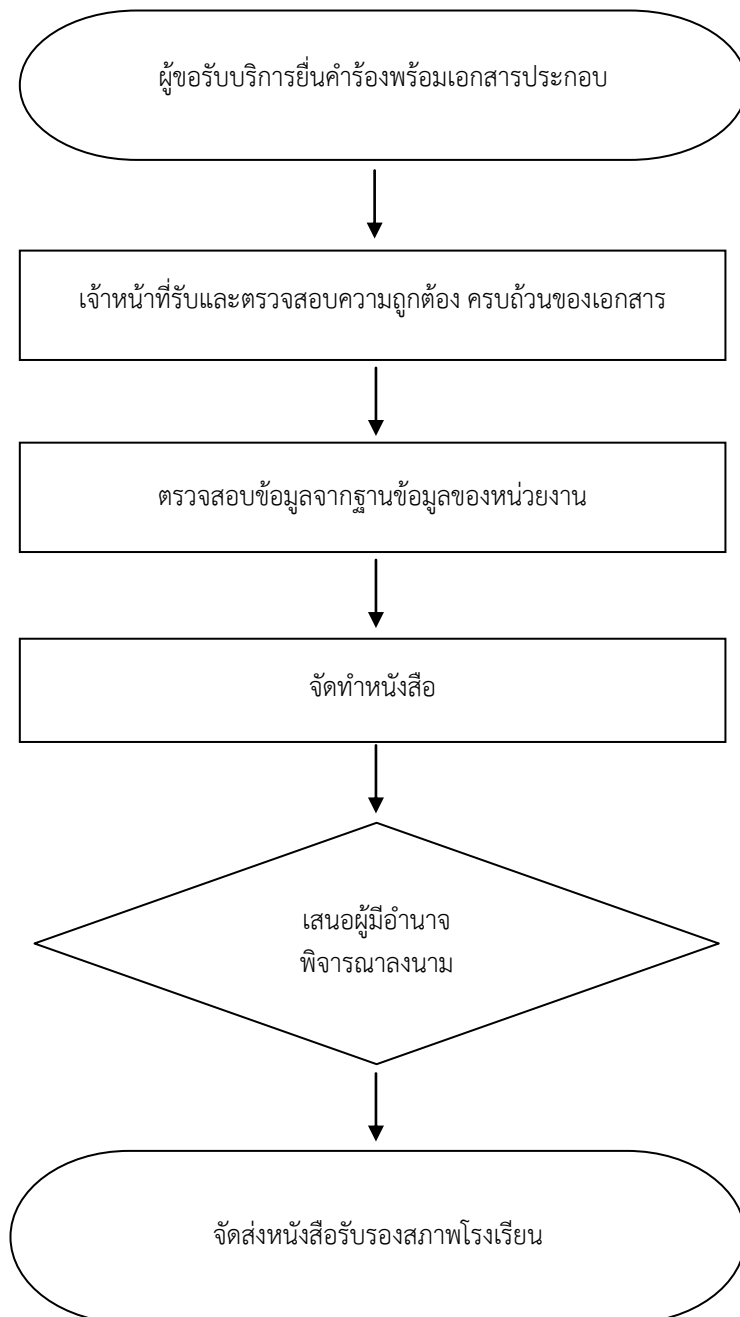 ผู้ขอรับบริการยื่นคำร้องพร้อมเอกสารประกอบ
เจ้าหน้าที่รับและตรวจสอบความถูกต้อง ครบถ้วนของเอกสาร
ตรวจสอบข้อมูลจากฐานข้อมูลของหน่วยงาน
จัดทำหนังสือ
เสนอผู้มีอำนาจ
พิจารณาลงนาม
จัดส่งหนังสือรับรองสภาพโรงเรียน